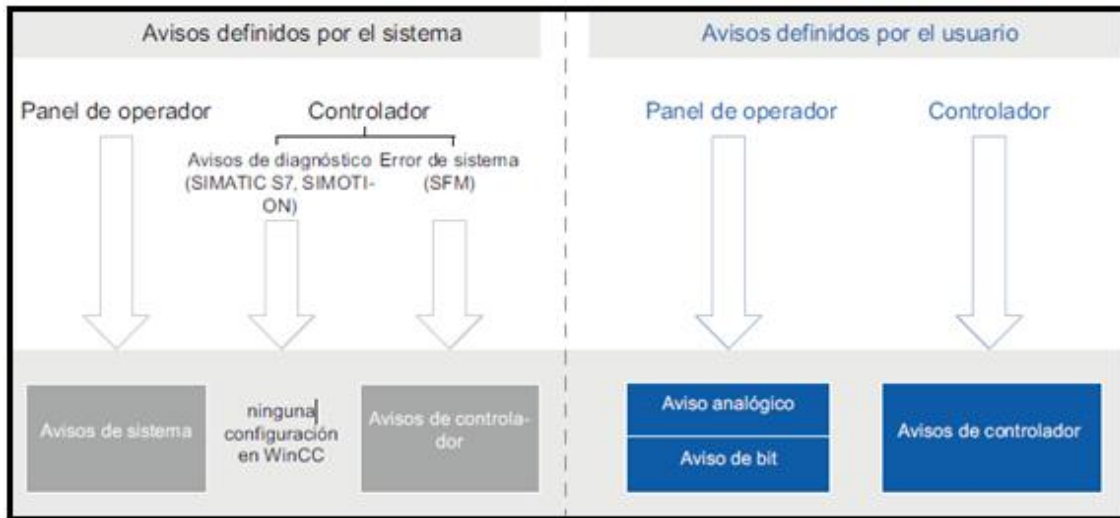 Avisos definidos por el sistema
Panel de operador
Controlador
Avisos de diagnóstico
(SIMATIC S7, SIMOTI-
ON)
Error de sistema
(SFM)
Avisos de sistema
ninguna
configuración
en WinCC
Avisos de controla-
dor
Avisos definidos por el usuario
Panel de operador
Controlador
Aviso analógico
Aviso de bit
Avisos de controlador